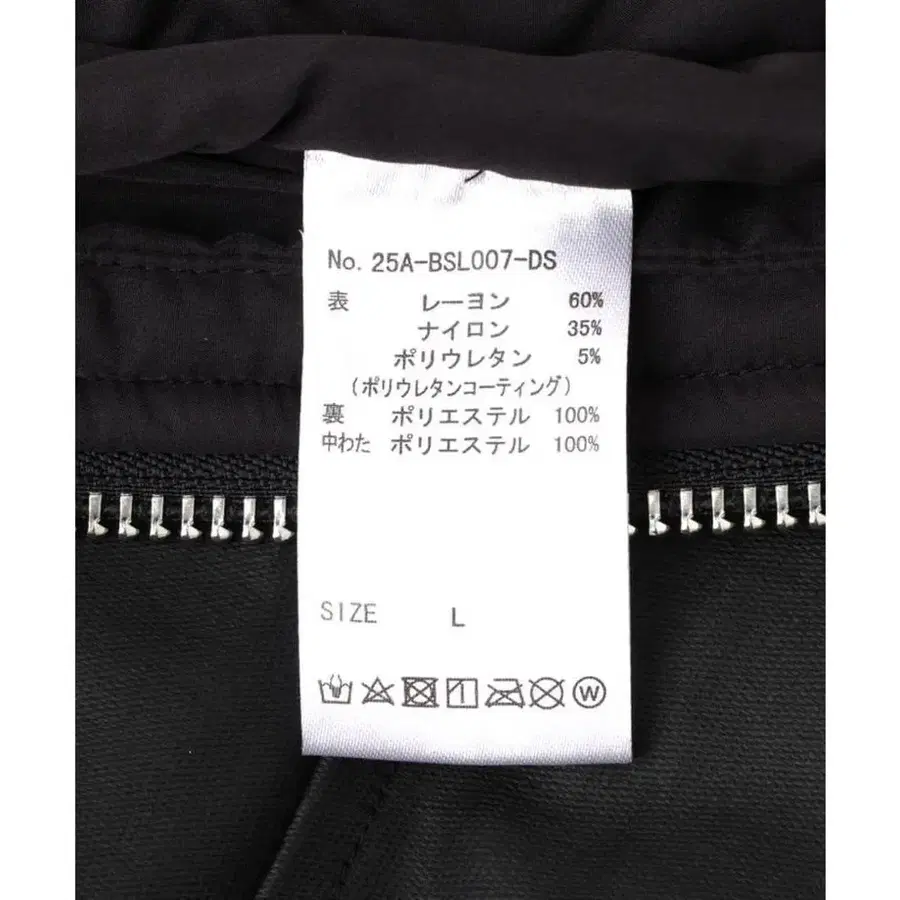 No. 25A-BSL007-DS
表 レーヨン 60%
ナイロン 35%
ポリウレタン 5%
(ポリウレタンコーティング)
裏 ポリエステル 100%
中わた ポリエステル 100%
SIZE L
W